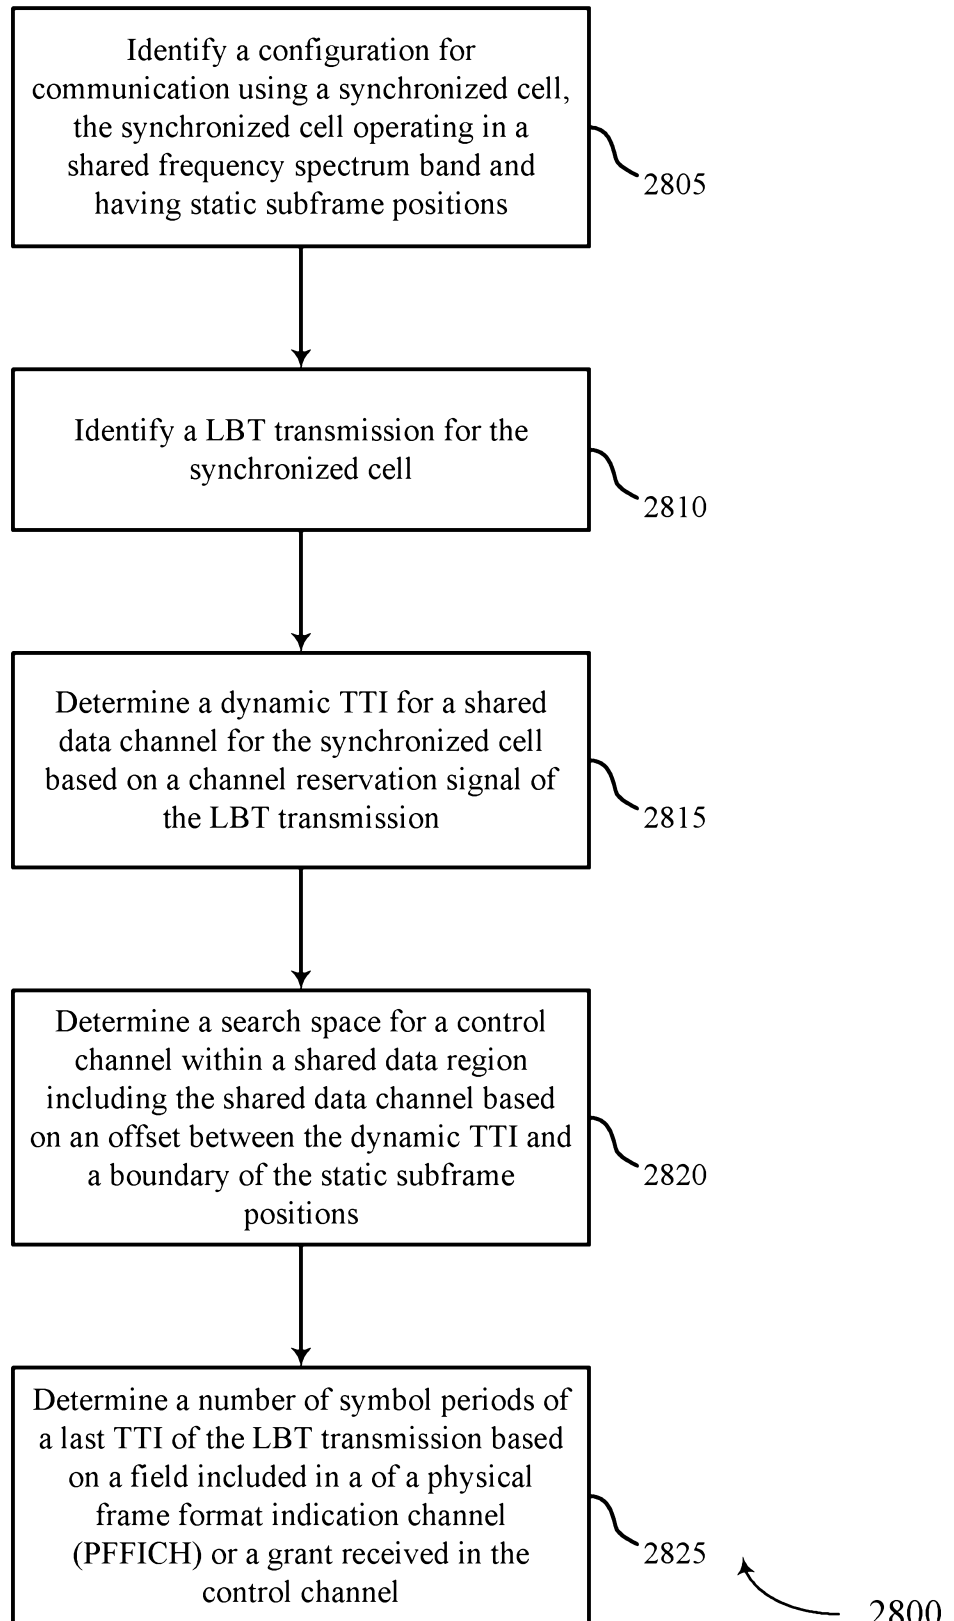 Identify a configuration for
communication using a synchronized cell,
the synchronized cell operating in a
shared frequency spectrum band and
having static subframe positions
2805
Identify a LBT transmission for the
synchronized cell
2810
Determine a dynamic TTI for a shared
data channel for the synchronized cell
based on a channel reservation signal of
the LBT transmission
2815
Determine a search space for a control
channel within a shared data region
including the shared data channel based
on an offset between the dynamic TTI and
a boundary of the static subframe
positions
2820
Determine a number of symbol periods of
a last TTI of the LBT transmission based
on a field included in a of a physical
frame format indication channel
(PFFICH) or a grant received in the
control channel
2825
2800